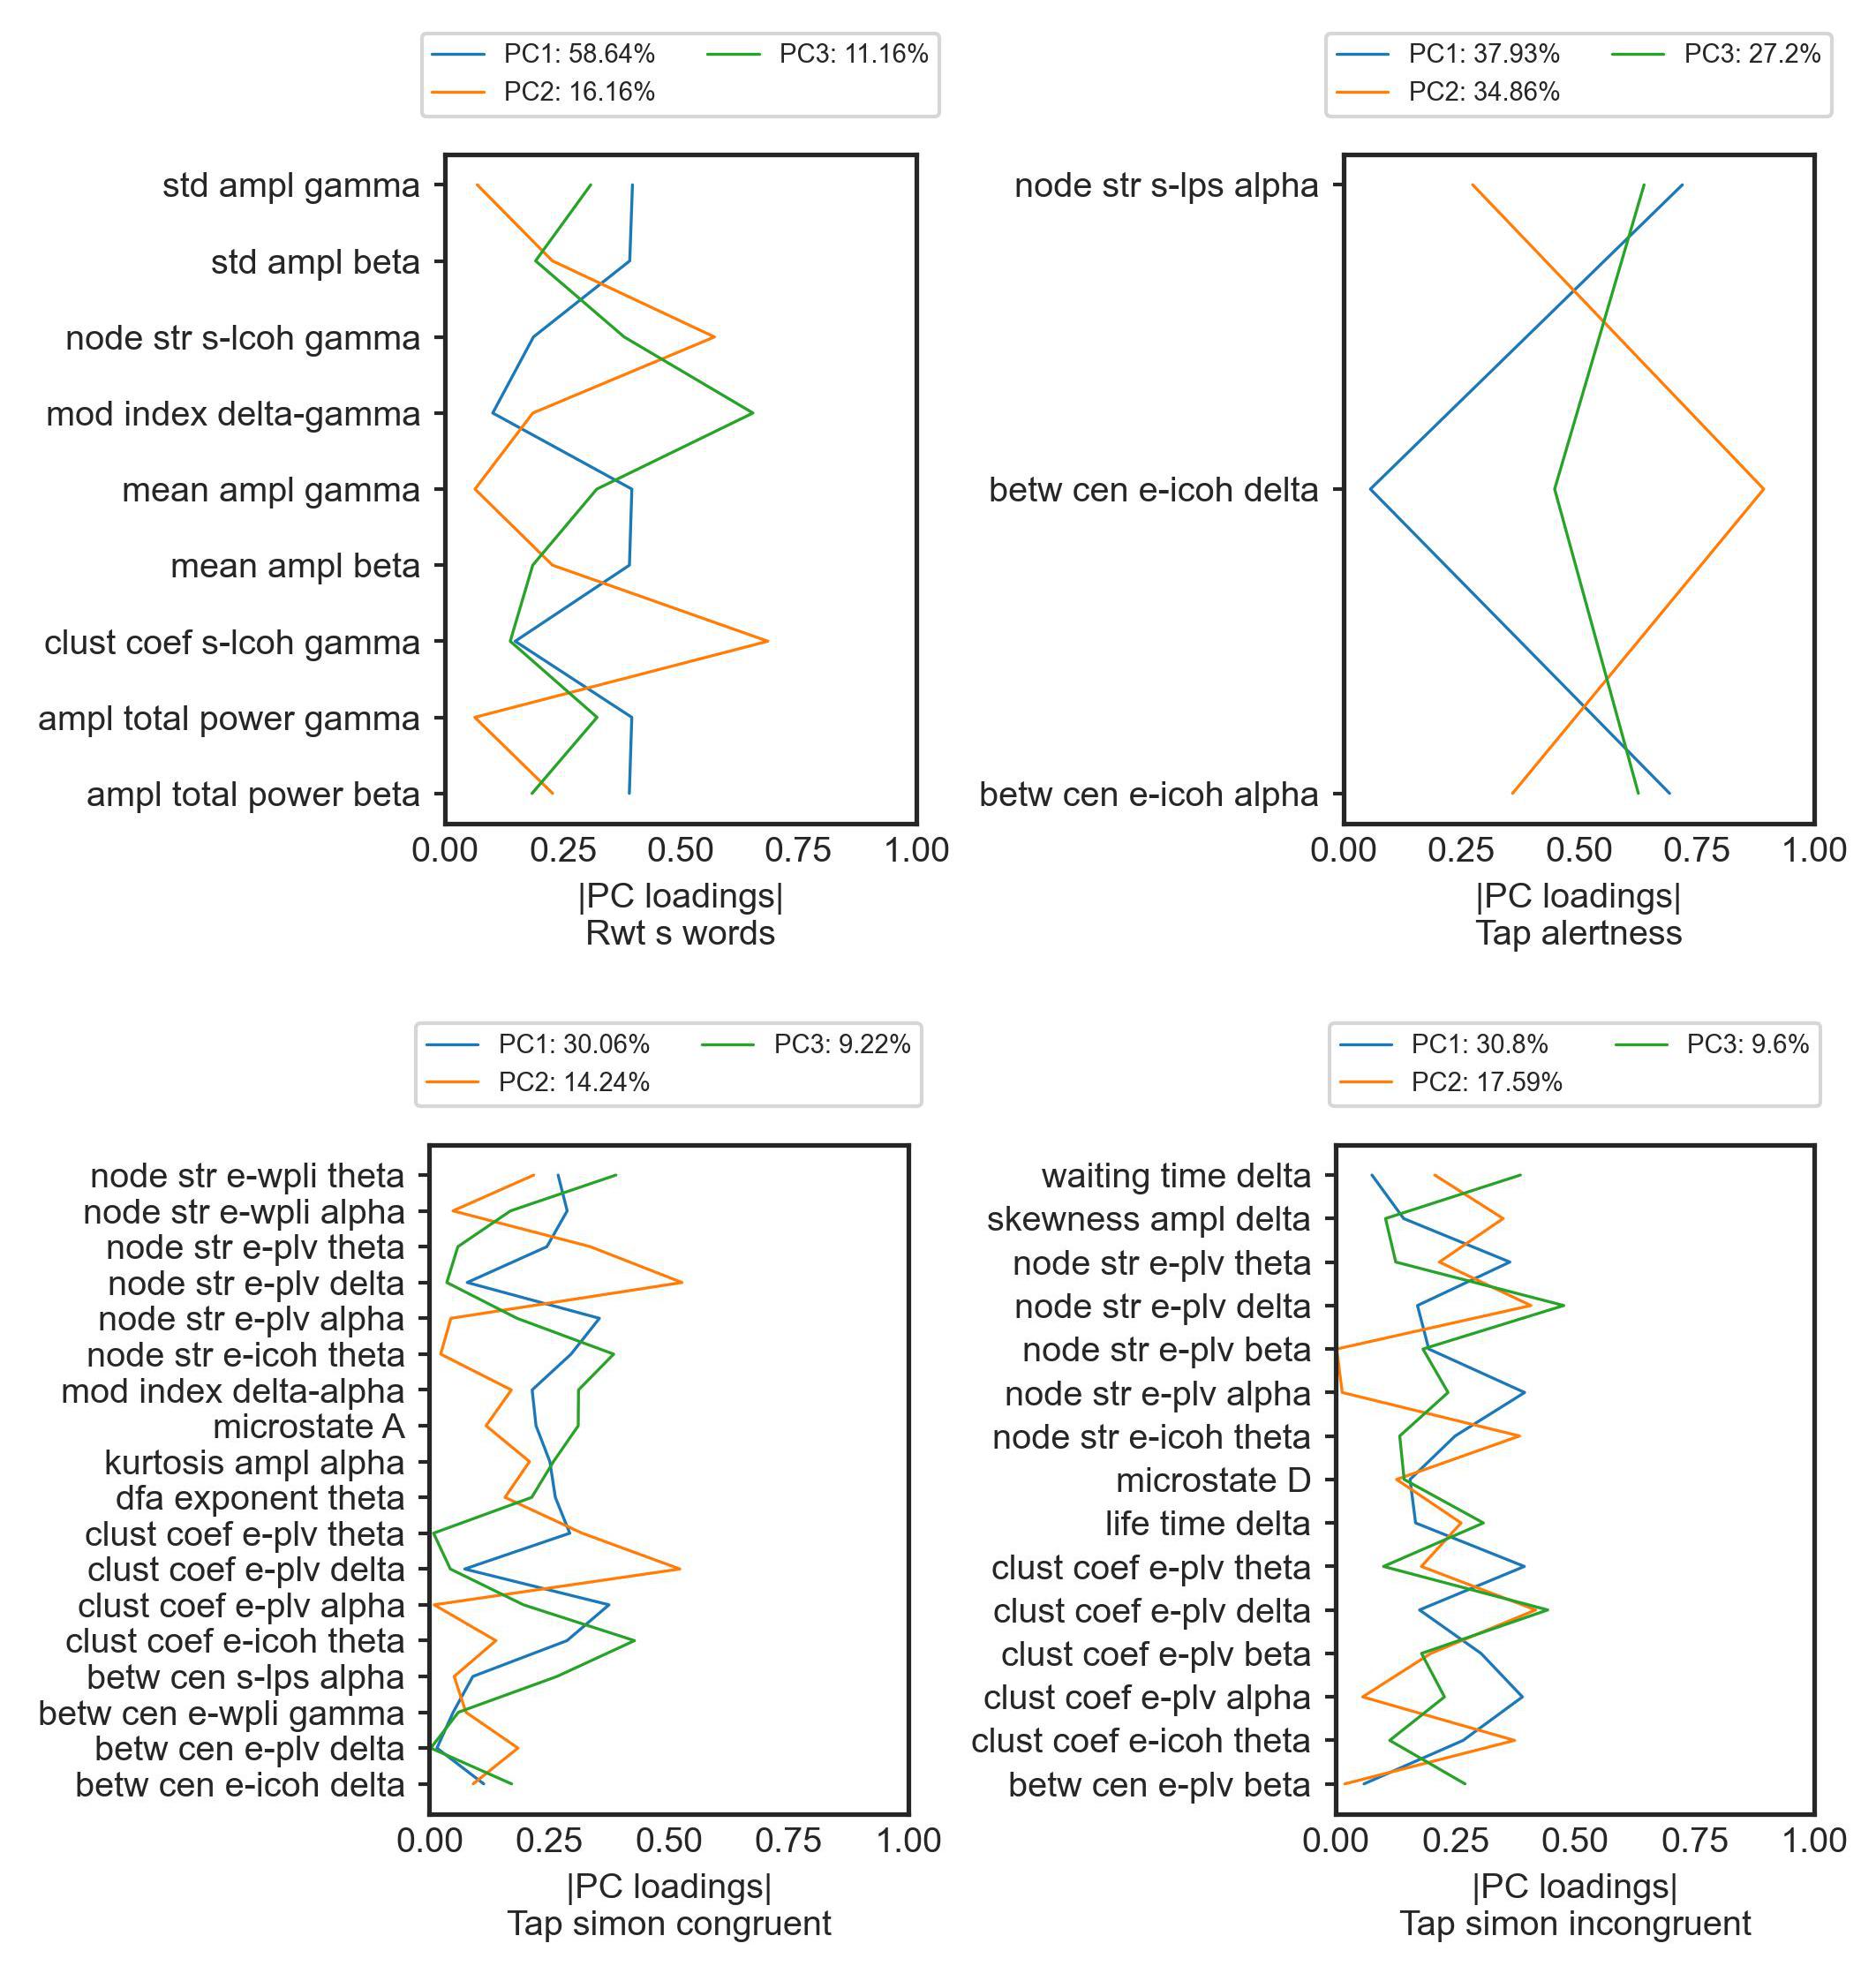 PC1: 58.64%
PC3: 11.16%
PC2: 16.16%
std ampl gamma
std ampl beta
node str s-lcoh gamma
mod index delta-gamma
mean ampl gamma
mean ampl beta
clust coef s-lcoh gamma
ampl total power gamma
ampl total power beta
0.00 0.25 0.50 0.75 1.00
|PC loadings|
Rwt s words
PC1: 37.93%
PC3: 27.2%
PC2: 34.86%
node str s-lps alpha
betw cen e-icoh delta
betw cen e-icoh alpha
0.00 0.25 0.50 0.75 1.00
|PC loadings|
Tap alertness
PC1: 30.06%
PC3: 9.22%
PC2: 14.24%
node str e-wpli theta
node str e-wpli alpha
node str e-plv theta
node str e-plv delta
node str e-plv alpha
node str e-icoh theta
mod index delta-alpha
microstate A
kurtosis ampl alpha
dfa exponent theta
clust coef e-plv theta
clust coef e-plv delta
clust coef e-plv alpha
clust coef e-icoh theta
betw cen s-lps alpha
betw cen e-wpli gamma
betw cen e-plv delta
betw cen e-icoh delta
0.00 0.25 0.50 0.75 1.00
|PC loadings|
Tap simon congruent
PC1: 30.8%
PC3: 9.6%
PC2: 17.59%
waiting time delta
skewness ampl delta
node str e-plv theta
node str e-plv delta
node str e-plv beta
node str e-plv alpha
node str e-icoh theta
microstate D
life time delta
clust coef e-plv theta
clust coef e-plv delta
clust coef e-plv beta
clust coef e-plv alpha
clust coef e-icoh theta
betw cen e-plv beta
0.00 0.25 0.50 0.75 1.00
|PC loadings|
Tap simon incongruent